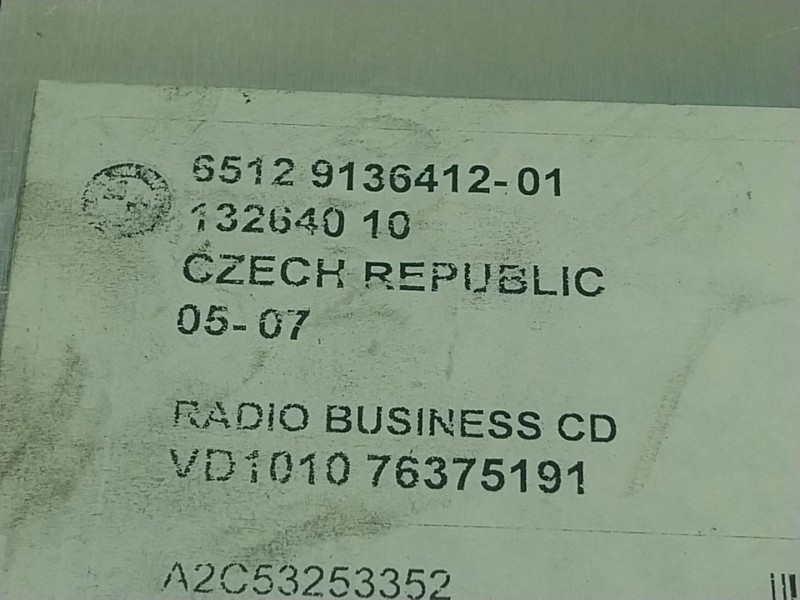 6512 9136412-01
132640 10
CZECH REPUBLIC
05-07
RADIO BUSINESS CD
VD1010 76375191
A2C53253352